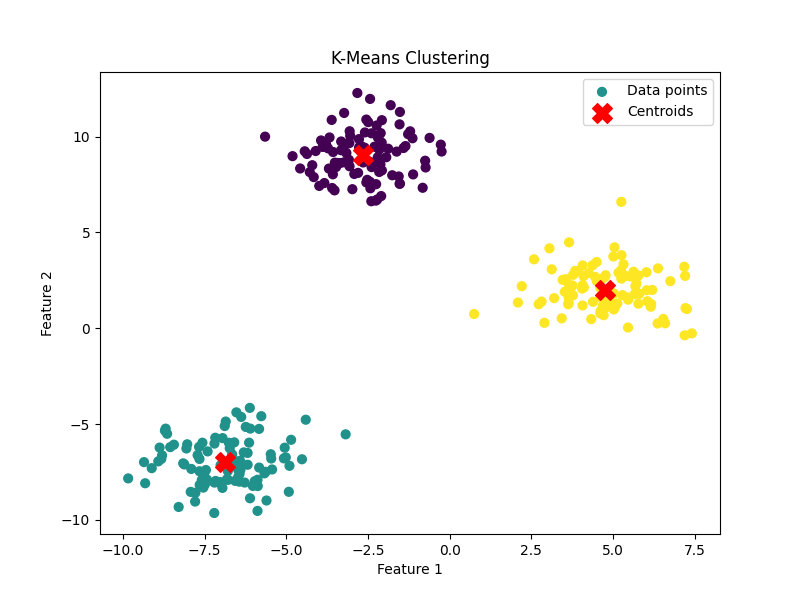 K-Means Clustering
Data points
Centroids
10
5
0
−5
−10
Feature 2
−10.0 −7.5 −5.0 −2.5 0.0 2.5 5.0 7.5
Feature 1